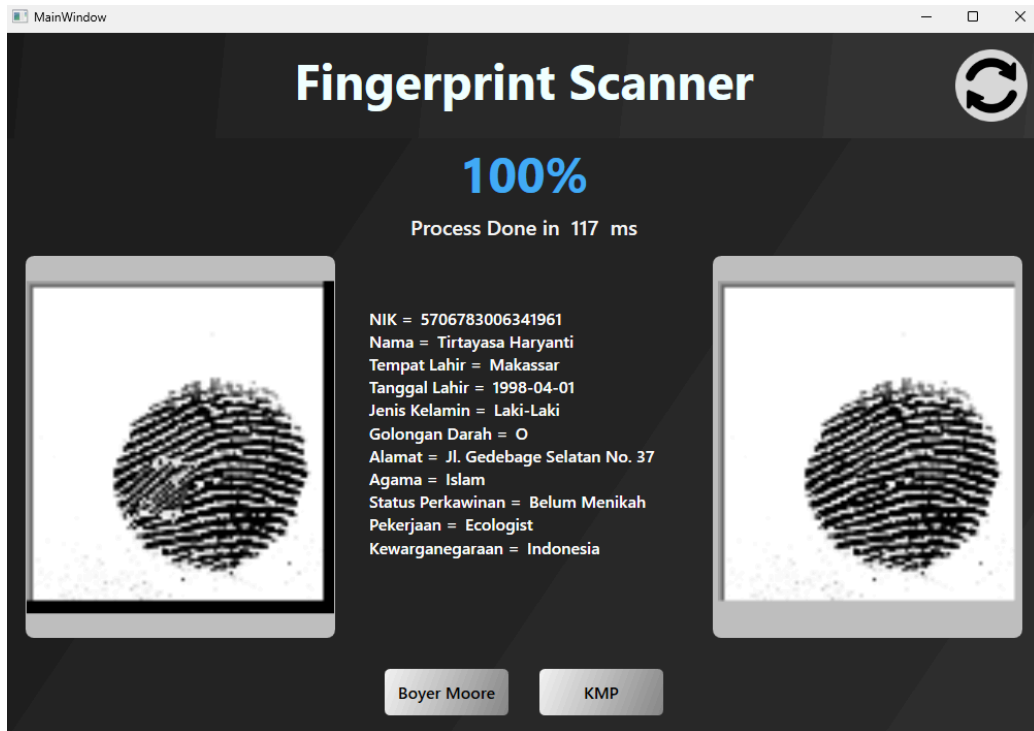 MainWindow
Fingerprint Scanner
100%
Process Done in 117 ms
NIK = 5706783006341961
Nama = Tirtayasa Haryanti
Tempat Lahir = Makassar
Tanggal Lahir = 1998-04-01
Jenis Kelamin = Laki-Laki
Golongan Darah = O
Alamat = Jl. Gedebage Selatan No. 37
Agama = Islam
Status Perkawinan = Belum Menikah
Pekerjaan = Ecologist
Kewarganegaraan = Indonesia
Boyer Moore
KMP